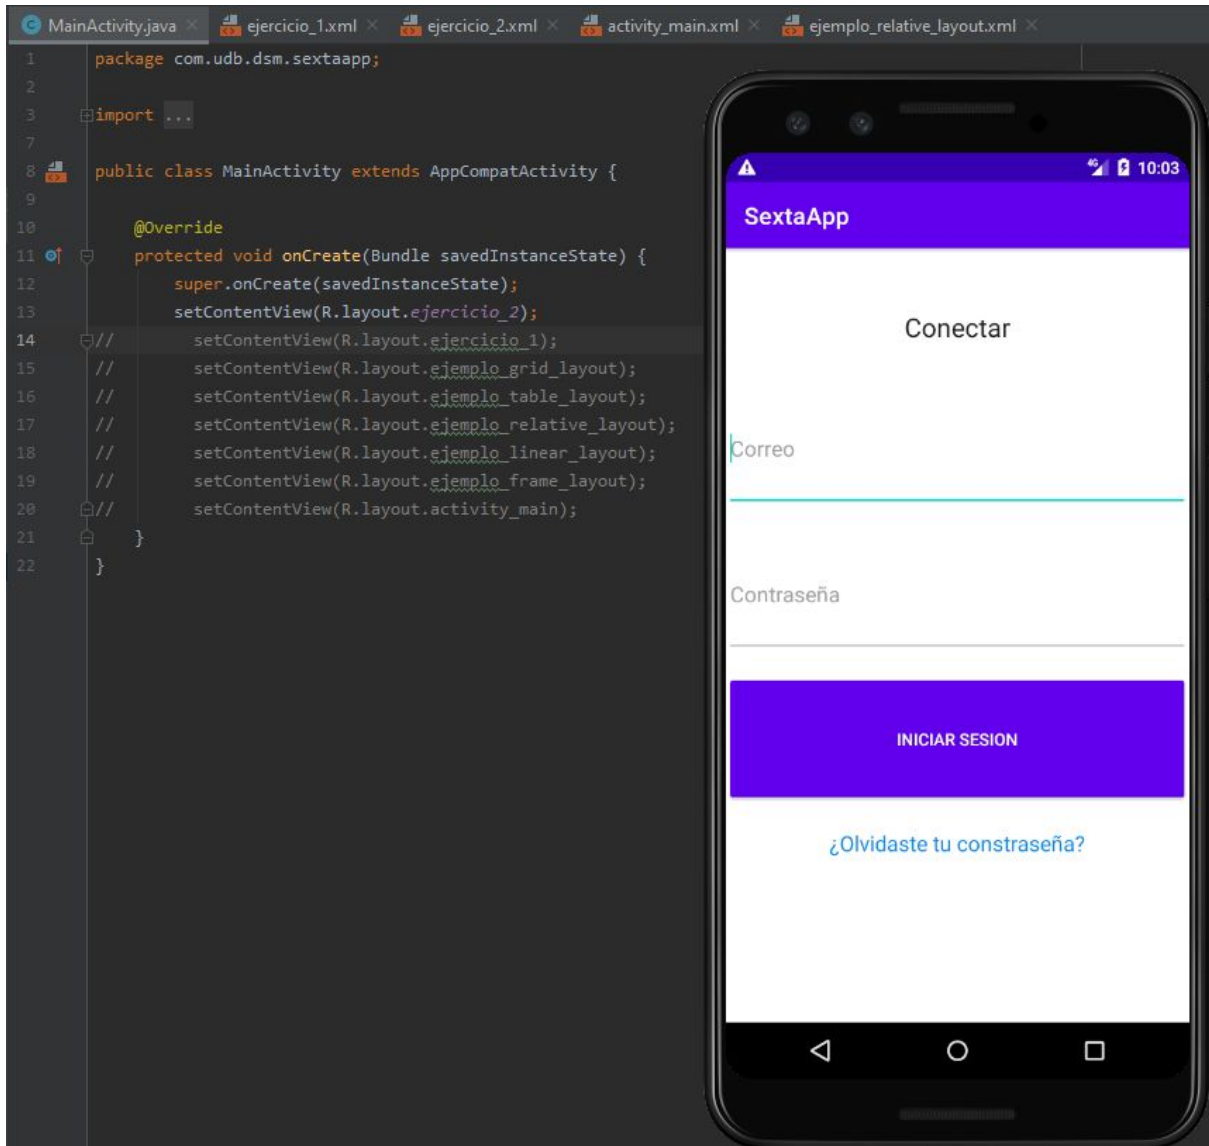 MainActivity.java ejercicio_1.xml ejercicio_2.xml activity_main.xml ejemplo_relative_layout.xml
1 package com.udb.dsm.sextaapp;
2
3 import ...
7
8 public class MainActivity extends AppCompatActivity {
9
10 @Override
11 protected void onCreate(Bundle savedInstanceState) {
12 super.onCreate(savedInstanceState);
13 setContentView(R.layout.ejercicio_2);
14 // setContentView(R.layout.ejercicio_1);
15 // setContentView(R.layout.ejemplo_grid_layout);
16 // setContentView(R.layout.ejemplo_table_layout);
17 // setContentView(R.layout.ejemplo_relative_layout);
18 // setContentView(R.layout.ejemplo_linear_layout);
19 // setContentView(R.layout.ejemplo_frame_layout);
20 // setContentView(R.layout.activity_main);
21 }
22 }
4G 10:03
SextaApp
Conectar
Correo
Contraseña
INICIAR SESION
¿Olvidaste tu constraseña?